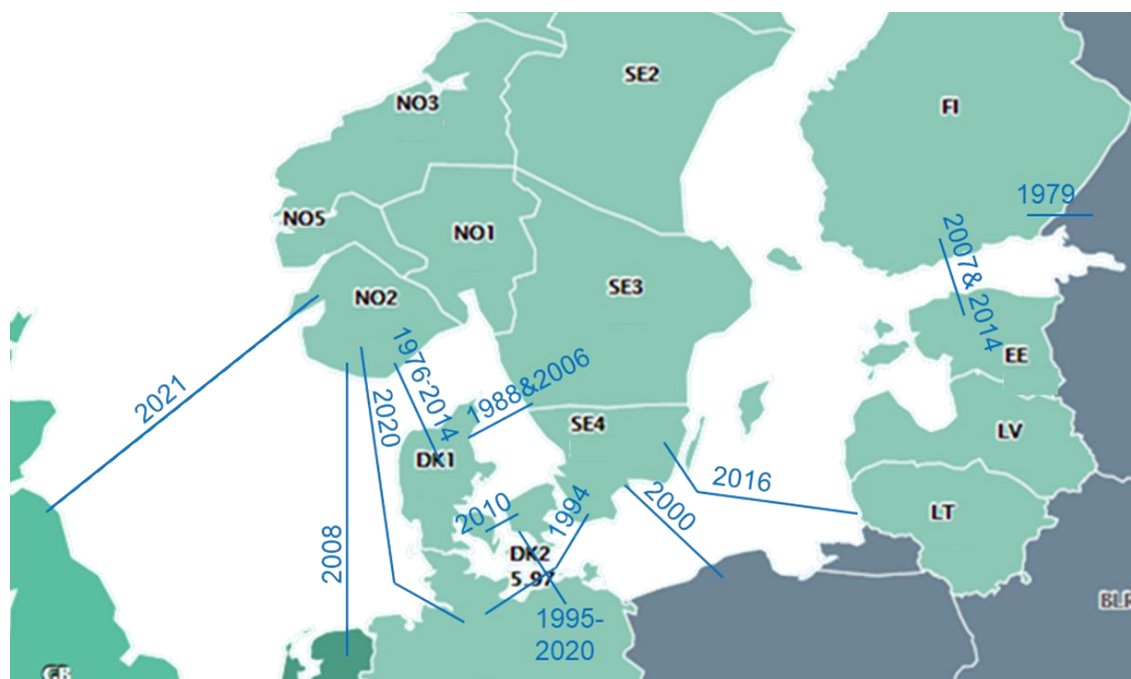 SE2
NO3
FI
1979
NO5
NO1
2007& 2014
SE3
NO2
1976-2014
EE
2021
2020
1988&2006
SE4
LV
DK1
2016
2010
1994
2000
LT
2008
DK2
5.97
BLR
1995-
2020
GB